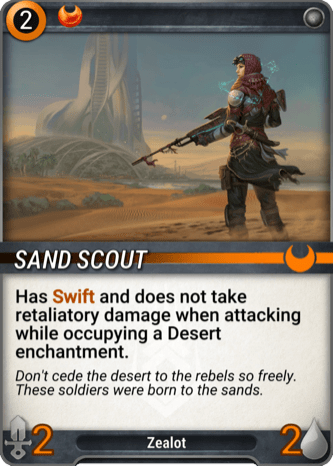 2
SAND SCOUT
Has Swift and does not take
retaliatory damage when attacking
while occupying a Desert
enchantment.
Don't cede the desert to the rebels so freely.
These soldiers were born to the sands.
2 Zealot 2